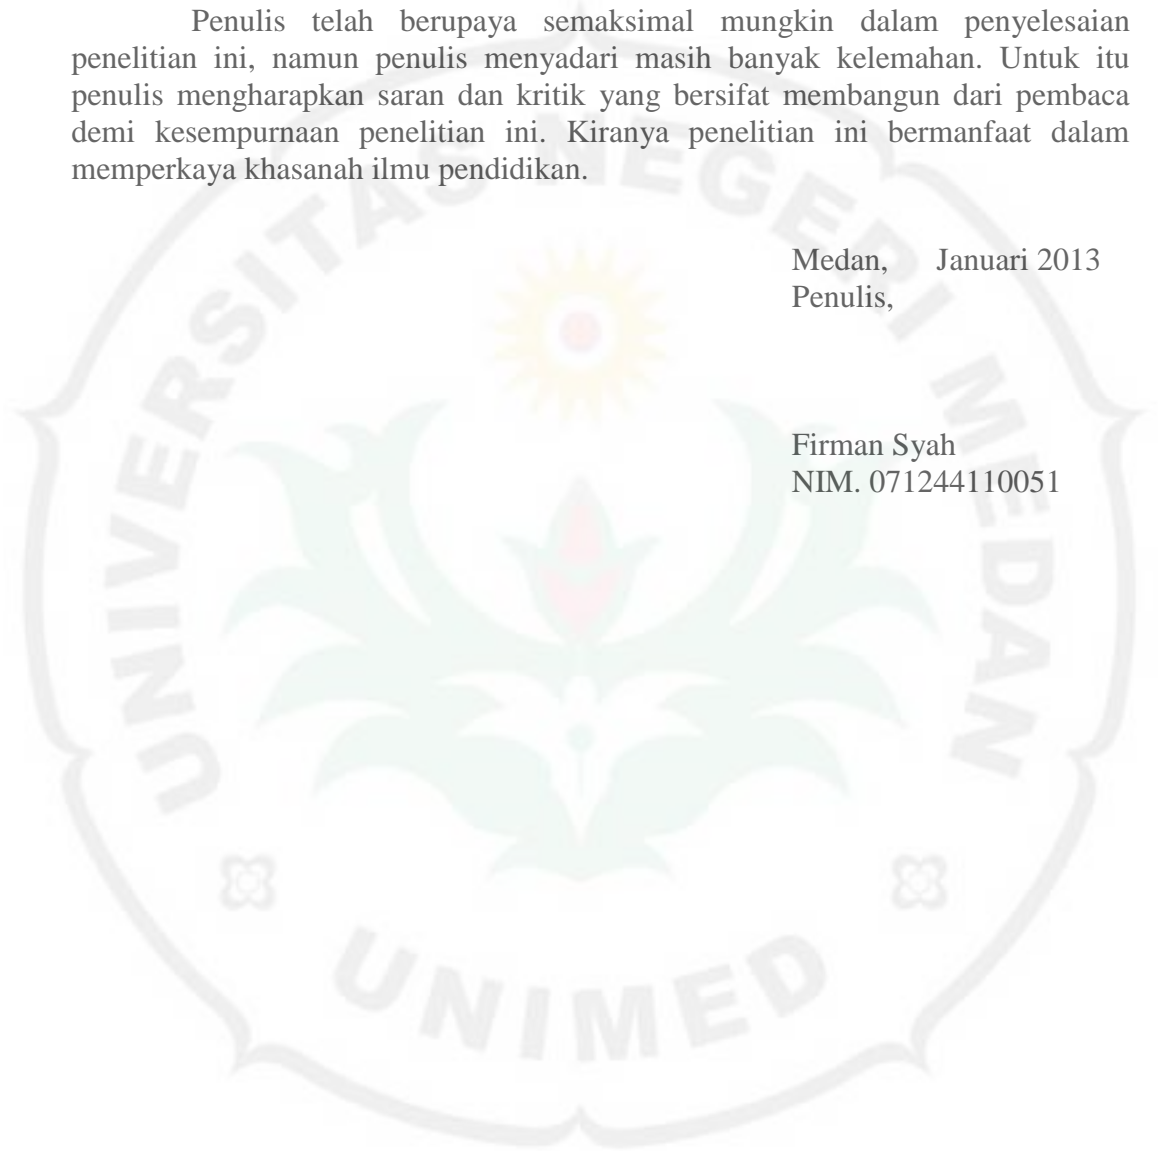 Penulis telah berupaya semaksimal mungkin dalam penyelesaian
penelitian ini, namun penulis menyadari masih banyak kelemahan. Untuk itu
penulis mengharapkan saran dan kritik yang bersifat membangun dari pembaca
demi kesempurnaan penelitian ini. Kiranya penelitian ini bermanfaat dalam
memperkaya khasanah ilmu pendidikan.
Medan, Januari 2013
Penulis,
Firman Syah
NIM. 071244110051
UNIVERSITAS NEGERI MEDAN
UNIMED